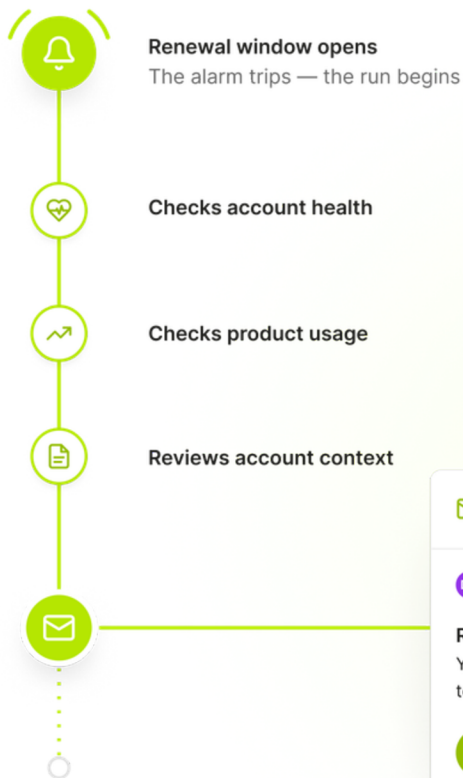 Renewal window opens
The alarm trips — the run begins
Checks account health
Checks product usage
Reviews account context